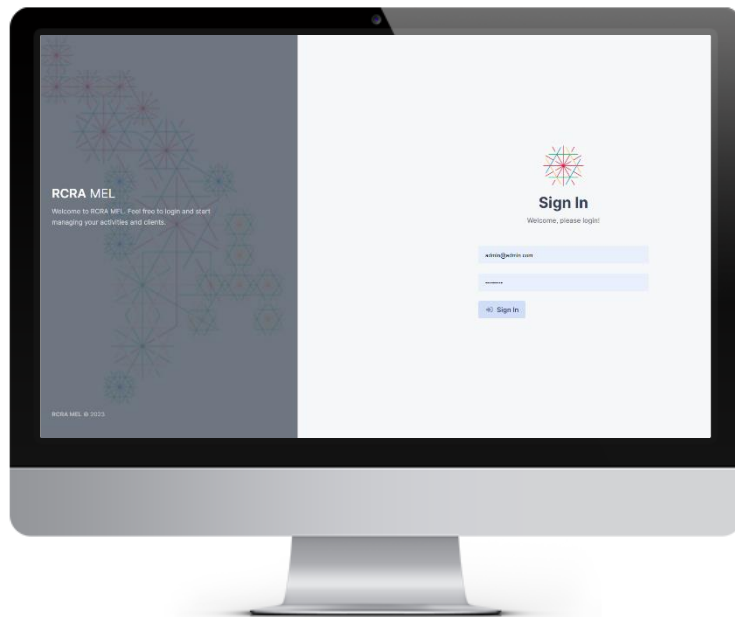 RCRA MEL
Welcome to RCRA MEL. Feel free to login and start
managing your activities and clients.
RCRA MEL © 2023
Sign In
Welcome, please login!
admin@admin.com
Sign In